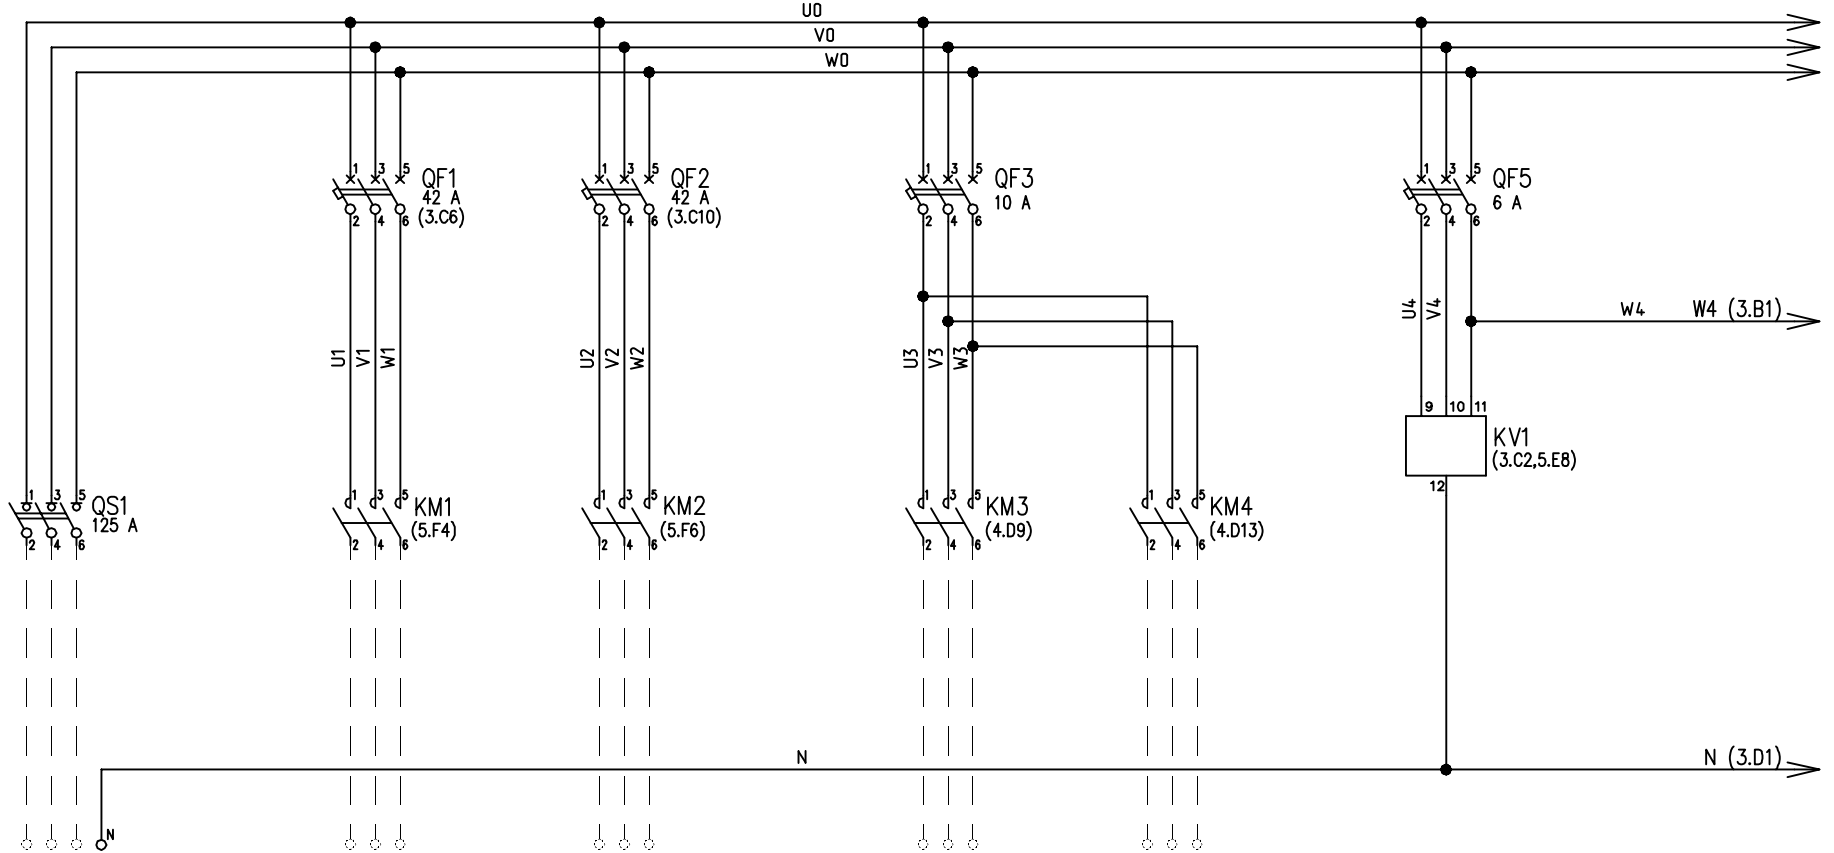 U0
V0
W0
1 3 5
QF1
42 A
(3.C6)
2 4 6
1 3 5
QF2
42 A
(3.C10)
2 4 6
1 3 5
QF3
10 A
2 4 6
1 3 5
QF5
6 A
2 4 6
U4
V4
W4
W4 (3.B1)
U1
V1
W1
U2
V2
W2
U3
V3
W3
9 10 11
KV1
(3.C2,5.E8)
12
1 3 5
QS1
125 A
2 4 6
1 3 5
KM1
(5.F4)
2 4 6
1 3 5
KM2
(5.F6)
2 4 6
1 3 5
KM3
(4.D9)
2 4 6
1 3 5
KM4
(4.D13)
2 4 6
N
N (3.D1)
N